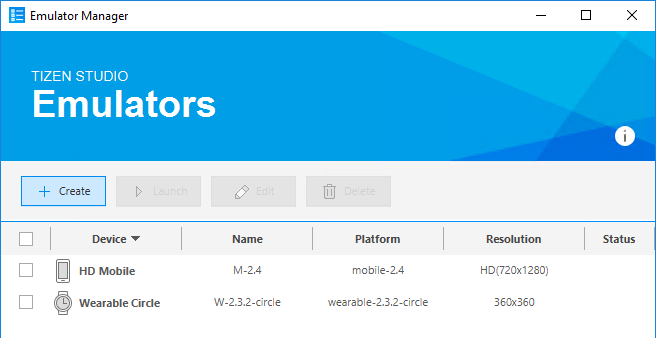 Emulator Manager
TIZEN STUDIO
Emulators
Create Launch Edit Delete
Device Name Platform Resolution Status
HD Mobile M-2.4 mobile-2.4 HD(720x1280)
Wearable Circle W-2.3.2-circle wearable-2.3.2-circle 360x360